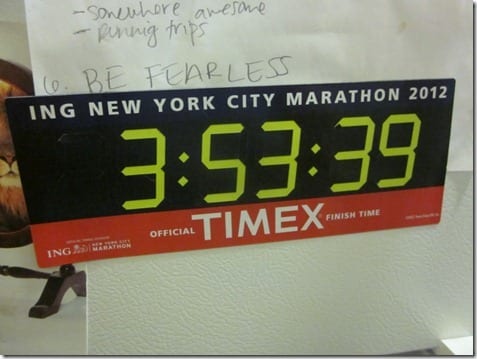 - somewhere awesome
- Running trips
6. BE FEARLESS
ING NEW YORK CITY MARATHON 2012
3:53:39
OFFICIAL TIMEX FINISH TIME
ING NEW YORK CITY MARATHON